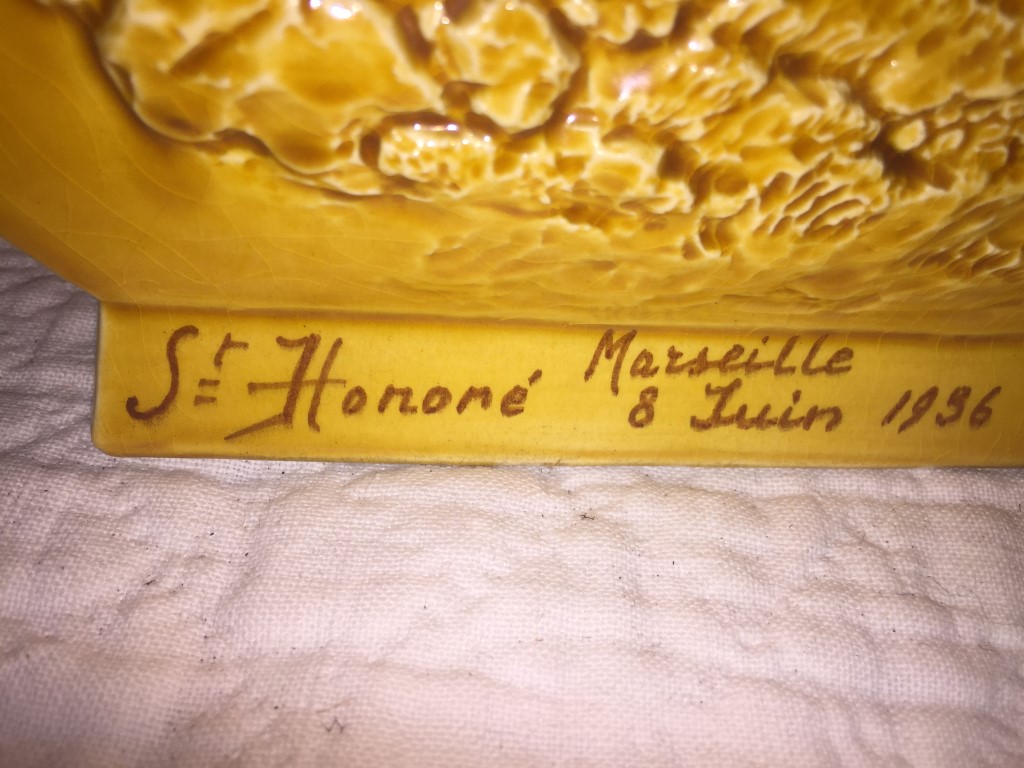 St Honoré
Marseille
8 Juin 1936